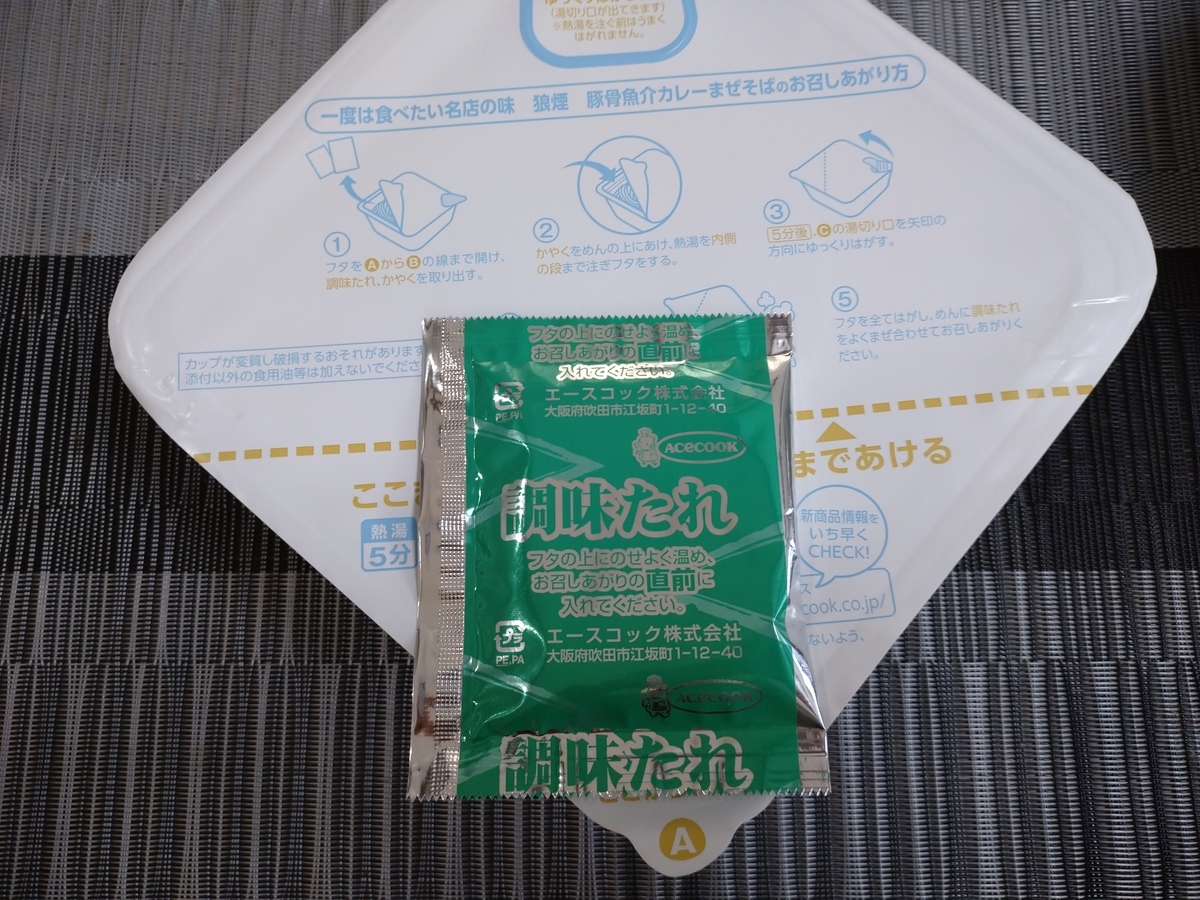 (湯切り口が出てきます)
※熱湯を注ぐ前はうまく
はがれません。
一度は食べたい名店の味 狼煙 豚骨魚介カレーまぜそばのお召しあがり方
①
フタをAからBの線まで開け、
調味たれ、かやくを取り出す。
②
かやくをめんの上にあけ、熱湯を内側
の段まで注ぎフタをする。
③
5分後、Cの湯切り口を矢印の
方向にゆっくりはがす。
⑤
フタを全てはがし、めんに調味たれ
をよくまぜ合わせてお召しあがりく
ださい。
カップが変質し破損するおそれがあります
添付以外の食用油等は加えないでくださ
ここ
まであける
熱湯
5分
新商品情報を
いち早く
CHECK!
ス
cook.co.jp/
ないよう、
フタの上にのせよく温め、
お召しあがりの直前に
入れてください。
プラ
PE,PA
エースコック株式会社
大阪府吹田市江坂町1-12-40
Acecook
調味たれ
フタの上にのせよく温め、
お召しあがりの直前に
入れてください。
プラ
PE,PA
エースコック株式会社
大阪府吹田市江坂町1-12-40
Acecook
調味たれ
A